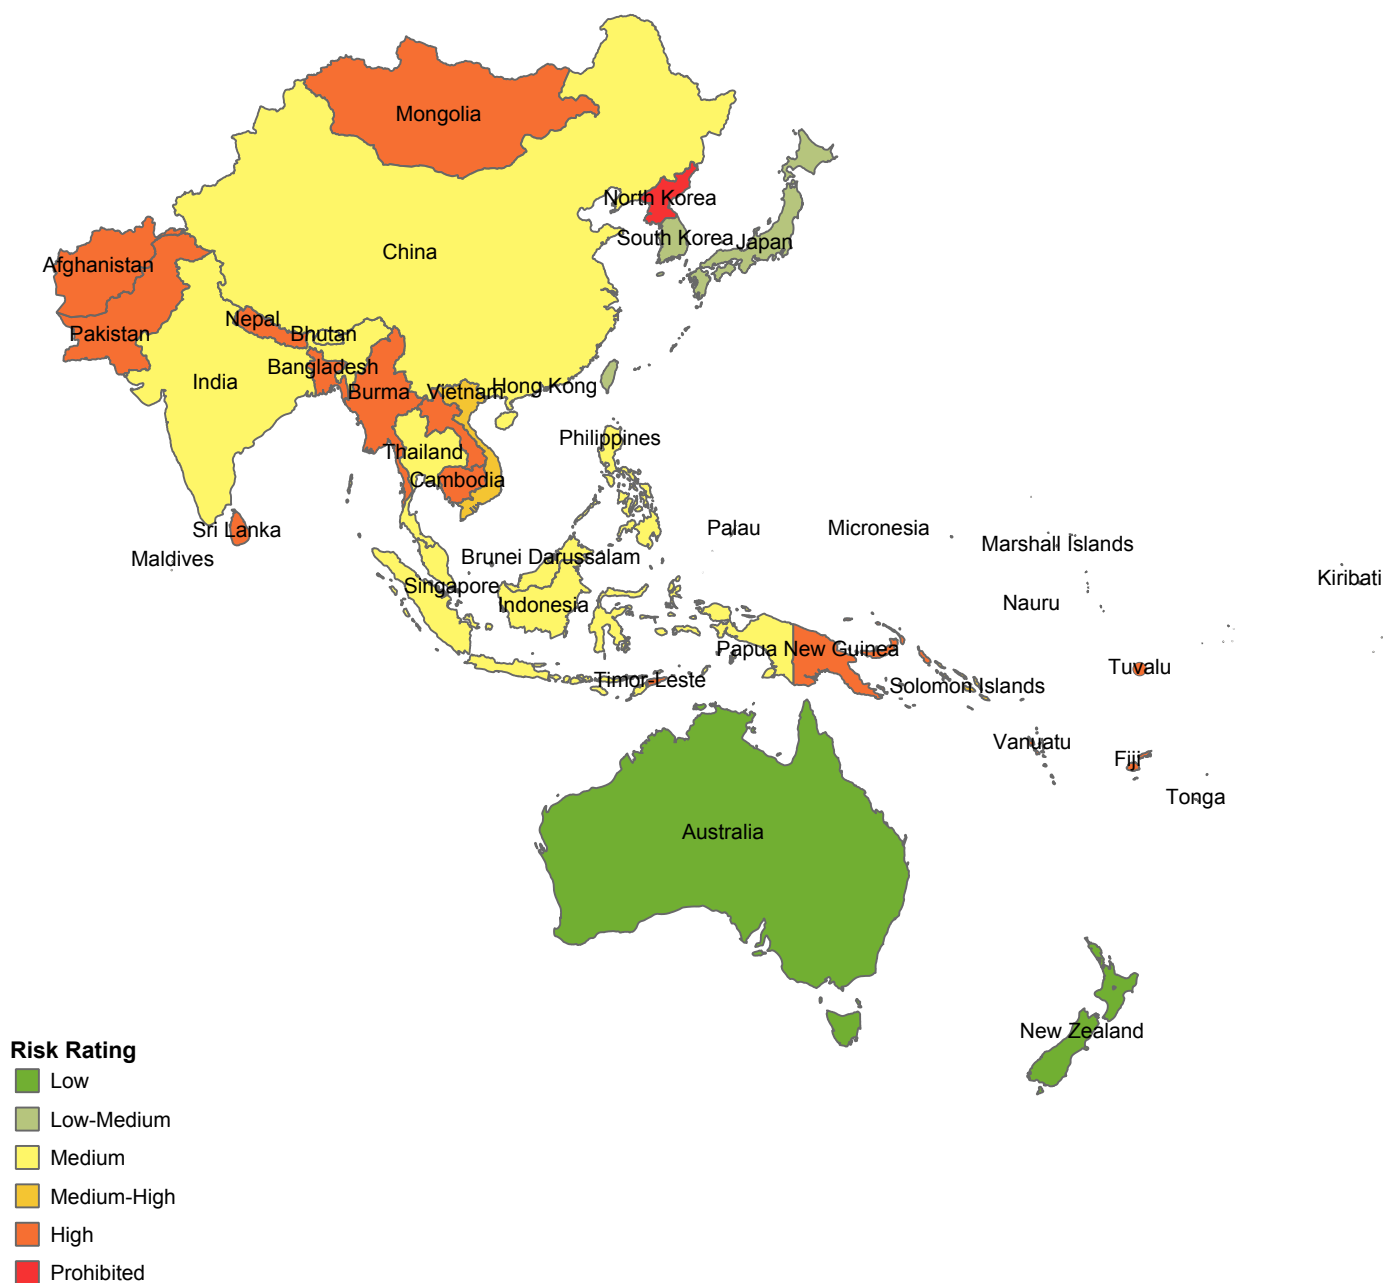 Mongolia
North Korea
South Korea
Japan
China
Afghanistan
Pakistan
Nepal
Bhutan
Bangladesh
India
Burma
Vietnam
Hong Kong
Philippines
Thailand
Cambodia
Sri Lanka
Maldives
Palau
Micronesia
Marshall Islands
Brunei Darussalam
Singapore
Kiribati
Indonesia
Nauru
Papua New Guinea
Tuvalu
Timor-Leste
Solomon Islands
Vanuatu
Fiji
Tonga
Australia
New Zealand
Risk Rating
Low
Low-Medium
Medium
Medium-High
High
Prohibited